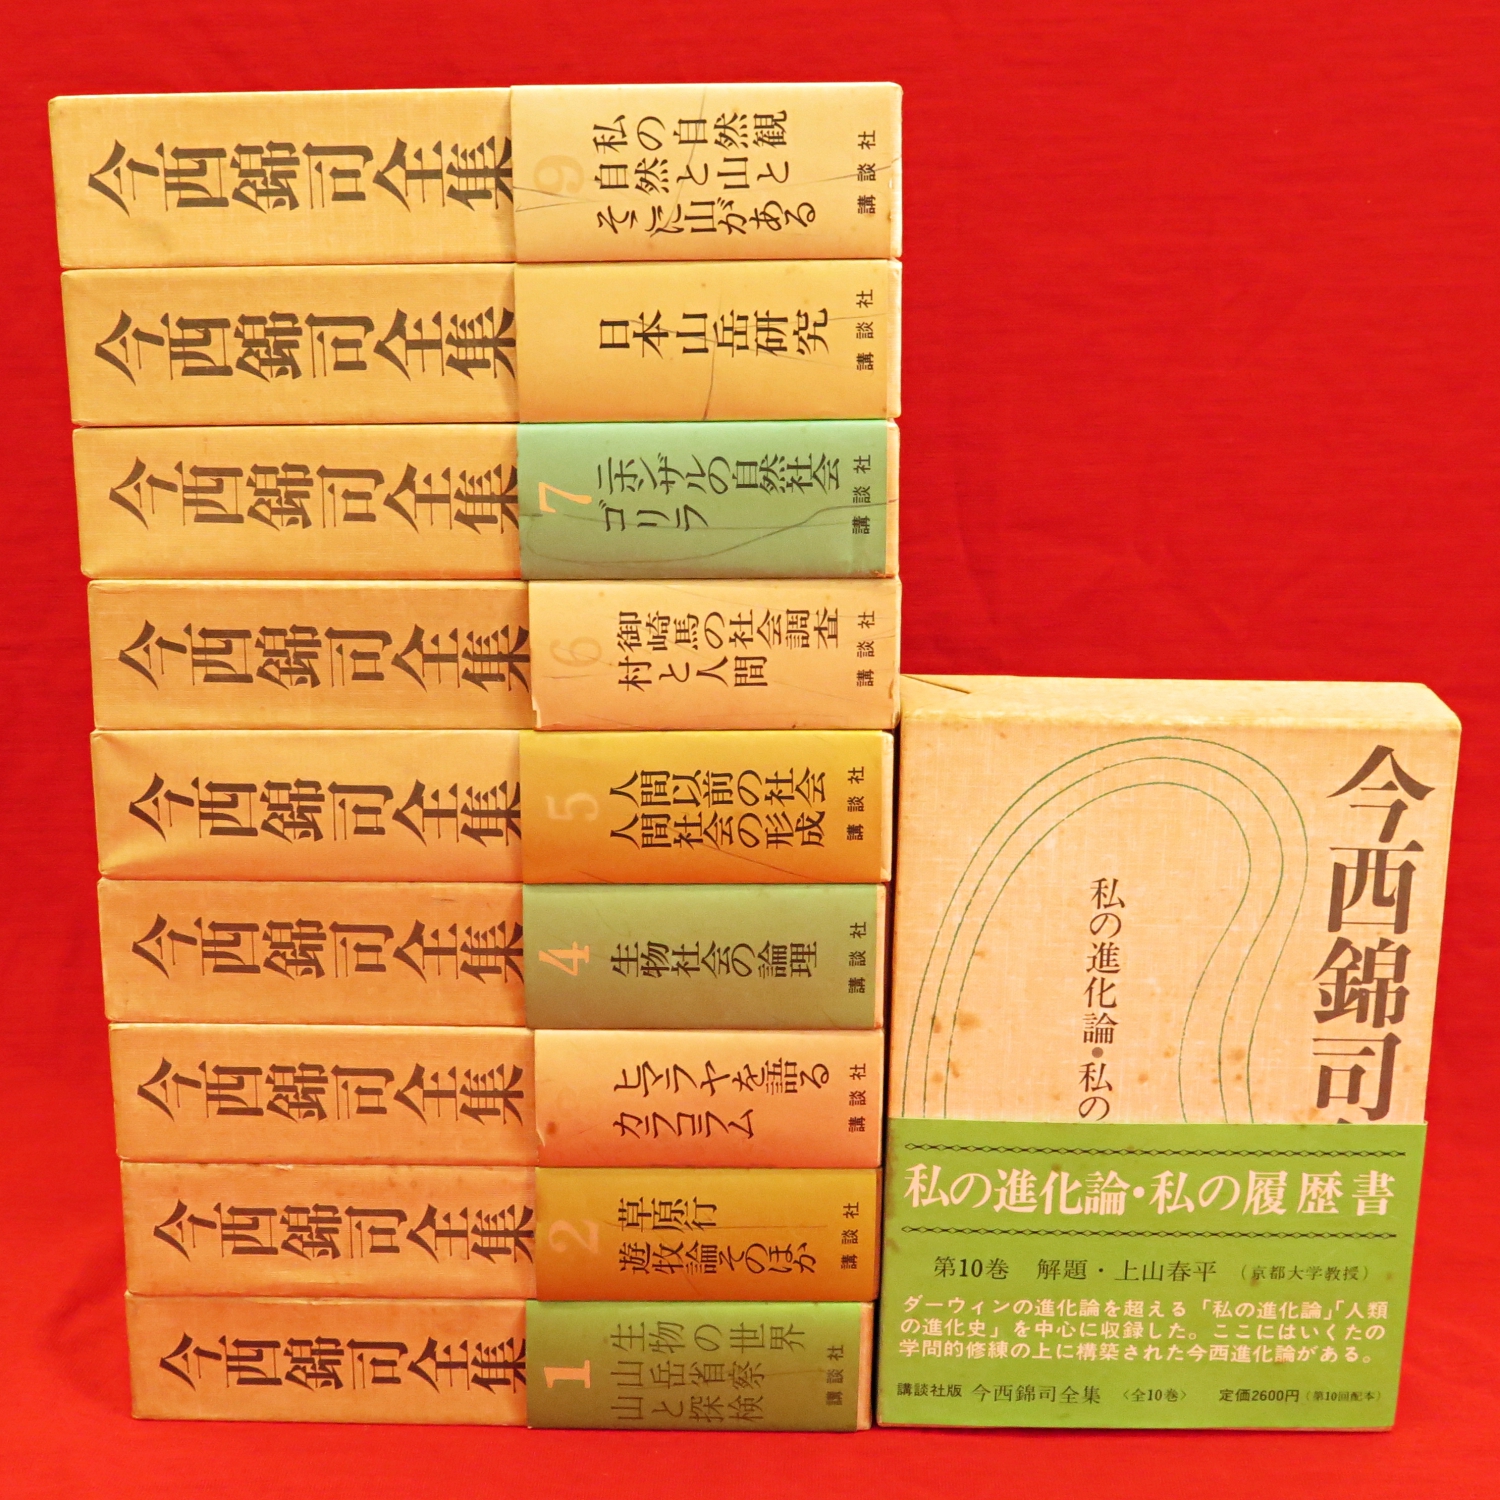 今西錦司全集
9
私の自然観
自然と山と
そこに山がある
講談社
今西錦司全集
日本山岳研究
講談社
今西錦司全集
7
ニホンザルの自然社会
ゴリラ
講談社
今西錦司全集
6
御崎馬の社会調査
村と人間
講談社
今西錦司全集
5
人間以前の社会
人間社会の形成
講談社
今西錦司全集
4
生物社会の論理
講談社
今西錦司全集
ヒマラヤを語る
カラコラム
講談社
今西錦司全集
2
草原行
遊牧論そのほか
講談社
今西錦司全集
1
生物の世界
山岳省察
山と探検
講談社
今西錦司
私の進化論・私の
私の進化論・私の履歴書
第10巻 解題・上山春平 (京都大学教授)
ダーウィンの進化論を超える「私の進化論」「人類
の進化史」を中心に収録した。ここにはいくたの
学問的修練の上に構築された今西進化論がある。
講談社版 今西錦司全集 〈全10巻〉 定価2600円(第10回配本)